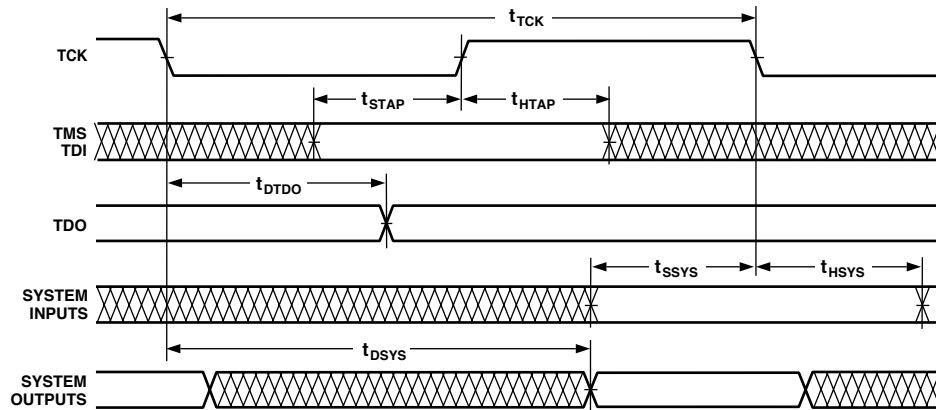 tTCK
TCK
tSTAP
tHTAP
TMS
TDI
tDTDO
TDO
tSSYS
tHSYS
SYSTEM
INPUTS
tDSYS
SYSTEM
OUTPUTS